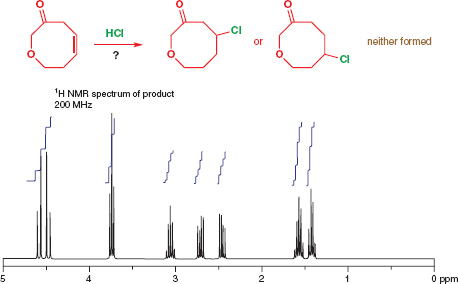 O O O
HCl Cl
? or neither formed
O O O
Cl
¹H NMR spectrum of product
200 MHz
5 4 3 2 1 0 ppm